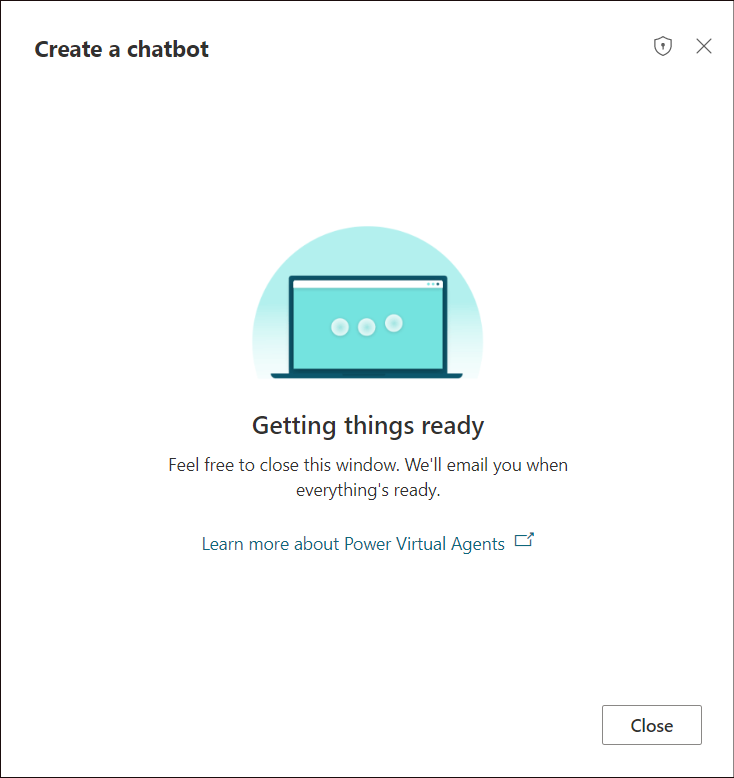 Create a chatbot
Getting things ready
Feel free to close this window. We'll email you when
everything's ready.
Learn more about Power Virtual Agents
Close